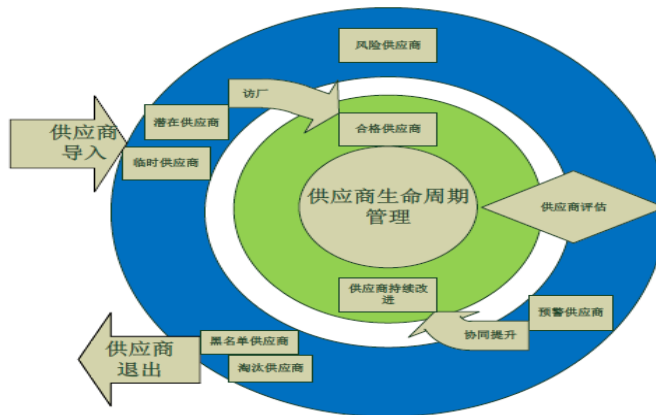 风险供应商
访厂
潜在供应商
供应商
导入
合格供应商
临时供应商
供应商生命周期
管理
供应商评估
供应商持续改
进
预警供应商
协同提升
黑名单供应商
供应商
退出
淘汰供应商